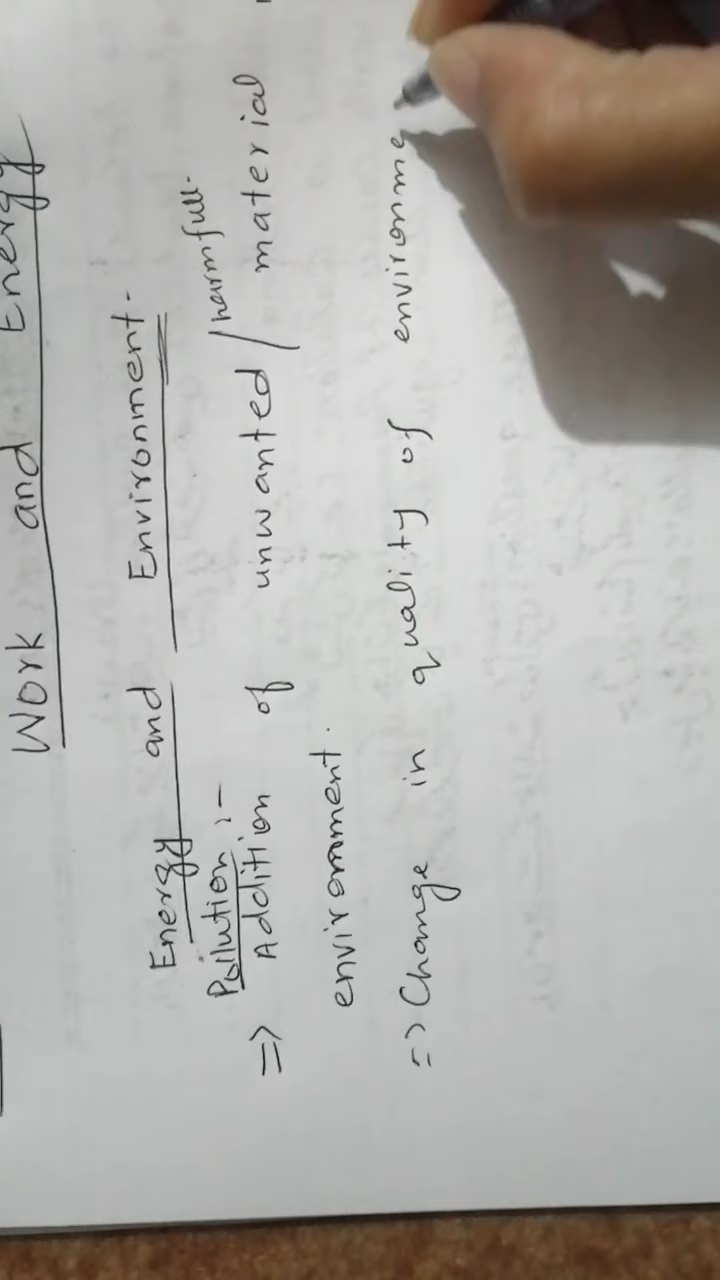 Work and Energy
Energy and Environment.
Pollution :-
/harmfull.
=> Addition of unwanted / material
environment.
=> Change in quality of environme